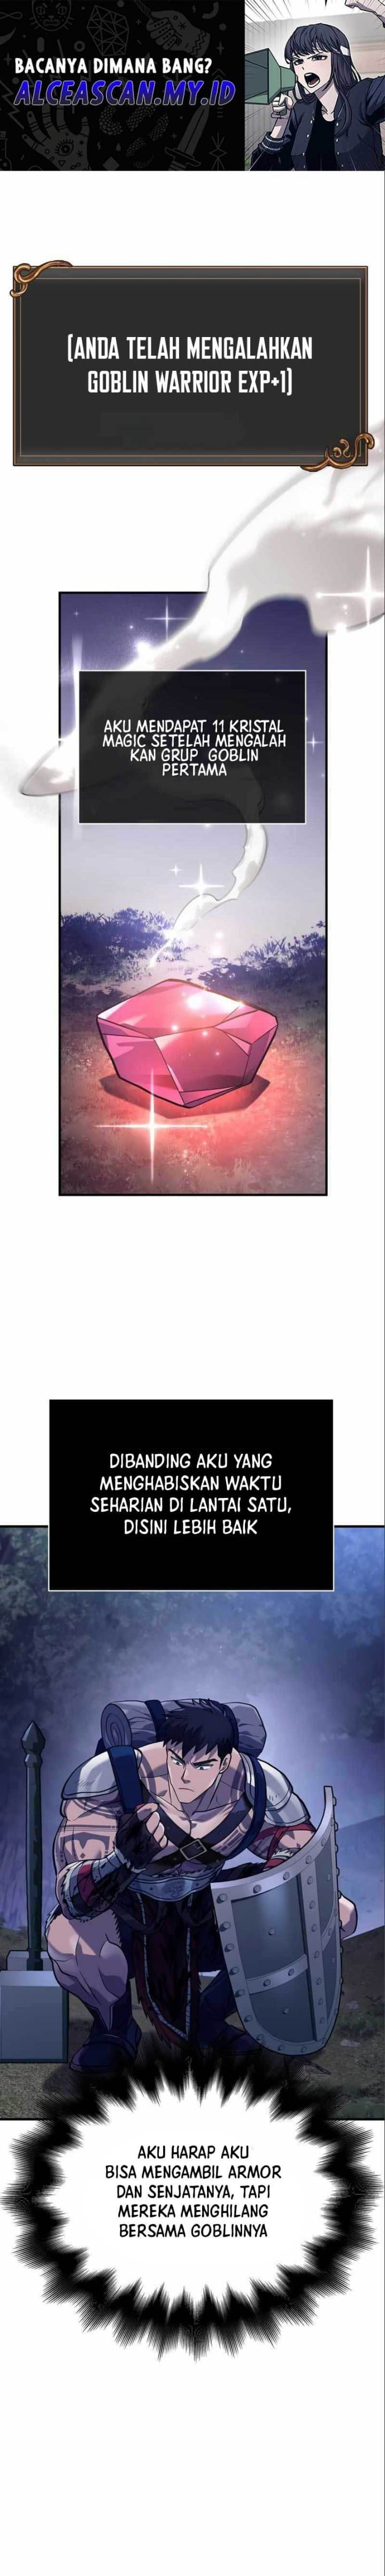 BACANYA DIMANA BANG?
ALCEASCAN.MY.ID
(ANDA TELAH MENGALAHKAN
GOBLIN WARRIOR EXP+1)
AKU MENDAPAT 11 KRISTAL
MAGIC SETELAH MENGALAH
KAN GRUP GOBLIN
PERTAMA
DIBANDING AKU YANG
MENGHABISKAN WAKTU
SEHARIAN DI LANTAI SATU,
DISINI LEBIH BAIK
AKU HARAP AKU
BISA MENGAMBIL ARMOR
DAN SENJATANYA, TAPI
MEREKA MENGHILANG
BERSAMA GOBLINNYA